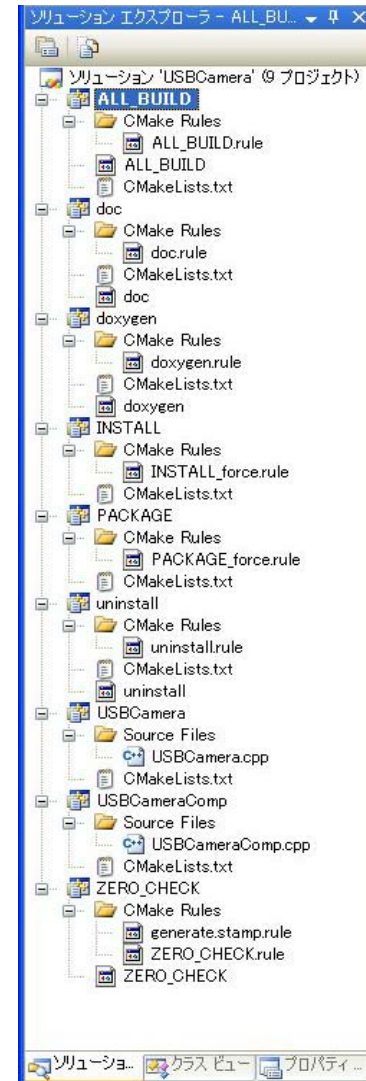 ソリューション エクスプローラ - ALL_BU...
ソリューション 'USBCamera' (9 プロジェクト)
ALL_BUILD
CMake Rules
ALL_BUILD.rule
ALL_BUILD
CMakeLists.txt
doc
CMake Rules
doc.rule
CMakeLists.txt
doc
doxygen
CMake Rules
doxygen.rule
CMakeLists.txt
doxygen
INSTALL
CMake Rules
INSTALL_force.rule
CMakeLists.txt
PACKAGE
CMake Rules
PACKAGE_force.rule
CMakeLists.txt
uninstall
CMake Rules
uninstall.rule
CMakeLists.txt
uninstall
USBCamera
Source Files
USBCamera.cpp
CMakeLists.txt
USBCameraComp
Source Files
USBCameraComp.cpp
CMakeLists.txt
ZERO_CHECK
CMake Rules
generate.stamp.rule
ZERO_CHECK.rule
ZERO_CHECK
ソリューショ... クラス ビュー プロパティ ...